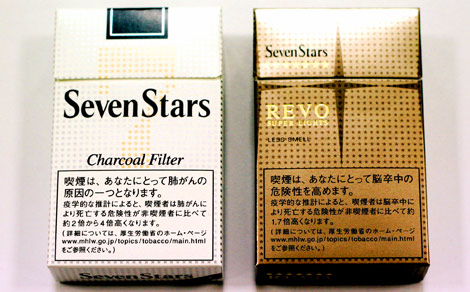 SevenStars
Charcoal Filter
喫煙は、あなたにとって肺がんの
原因の一つとなります。
疫学的な推計によると、喫煙者は肺がんに
より死亡する危険性が非喫煙者に比べて
約2倍から4倍高くなります。
(詳細については、厚生労働省のホーム・ページ
www.mhlw.go.jp/topics/tobacco/main.html
をご参照ください。)
SevenStars
REVO
SUPER LIGHTS
LESS SMELL
喫煙は、あなたにとって脳卒中の
危険性を高めます。
疫学的な推計によると、喫煙者は脳卒中に
より死亡する危険性が非喫煙者に比べて約
1.7倍高くなります。
(詳細については、厚生労働省のホーム・ページ
www.mhlw.go.jp/topics/tobacco/main.html
をご参照ください。)